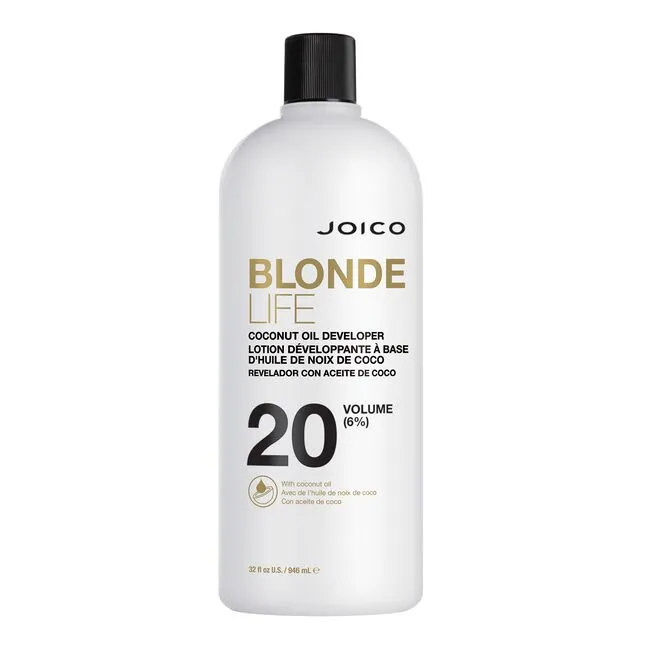 JOICO
BLONDE
LIFE
COCONUT OIL DEVELOPER
LOTION DÉVELOPPANTE À BASE
D'HUILE DE NOIX DE COCO
REVELADOR CON ACEITE DE COCO
20 VOLUME
(6%)
With coconut oil
Avec de l'huile de noix de coco
Con aceite de coco
32 fl oz U.S. / 946 mL ℮